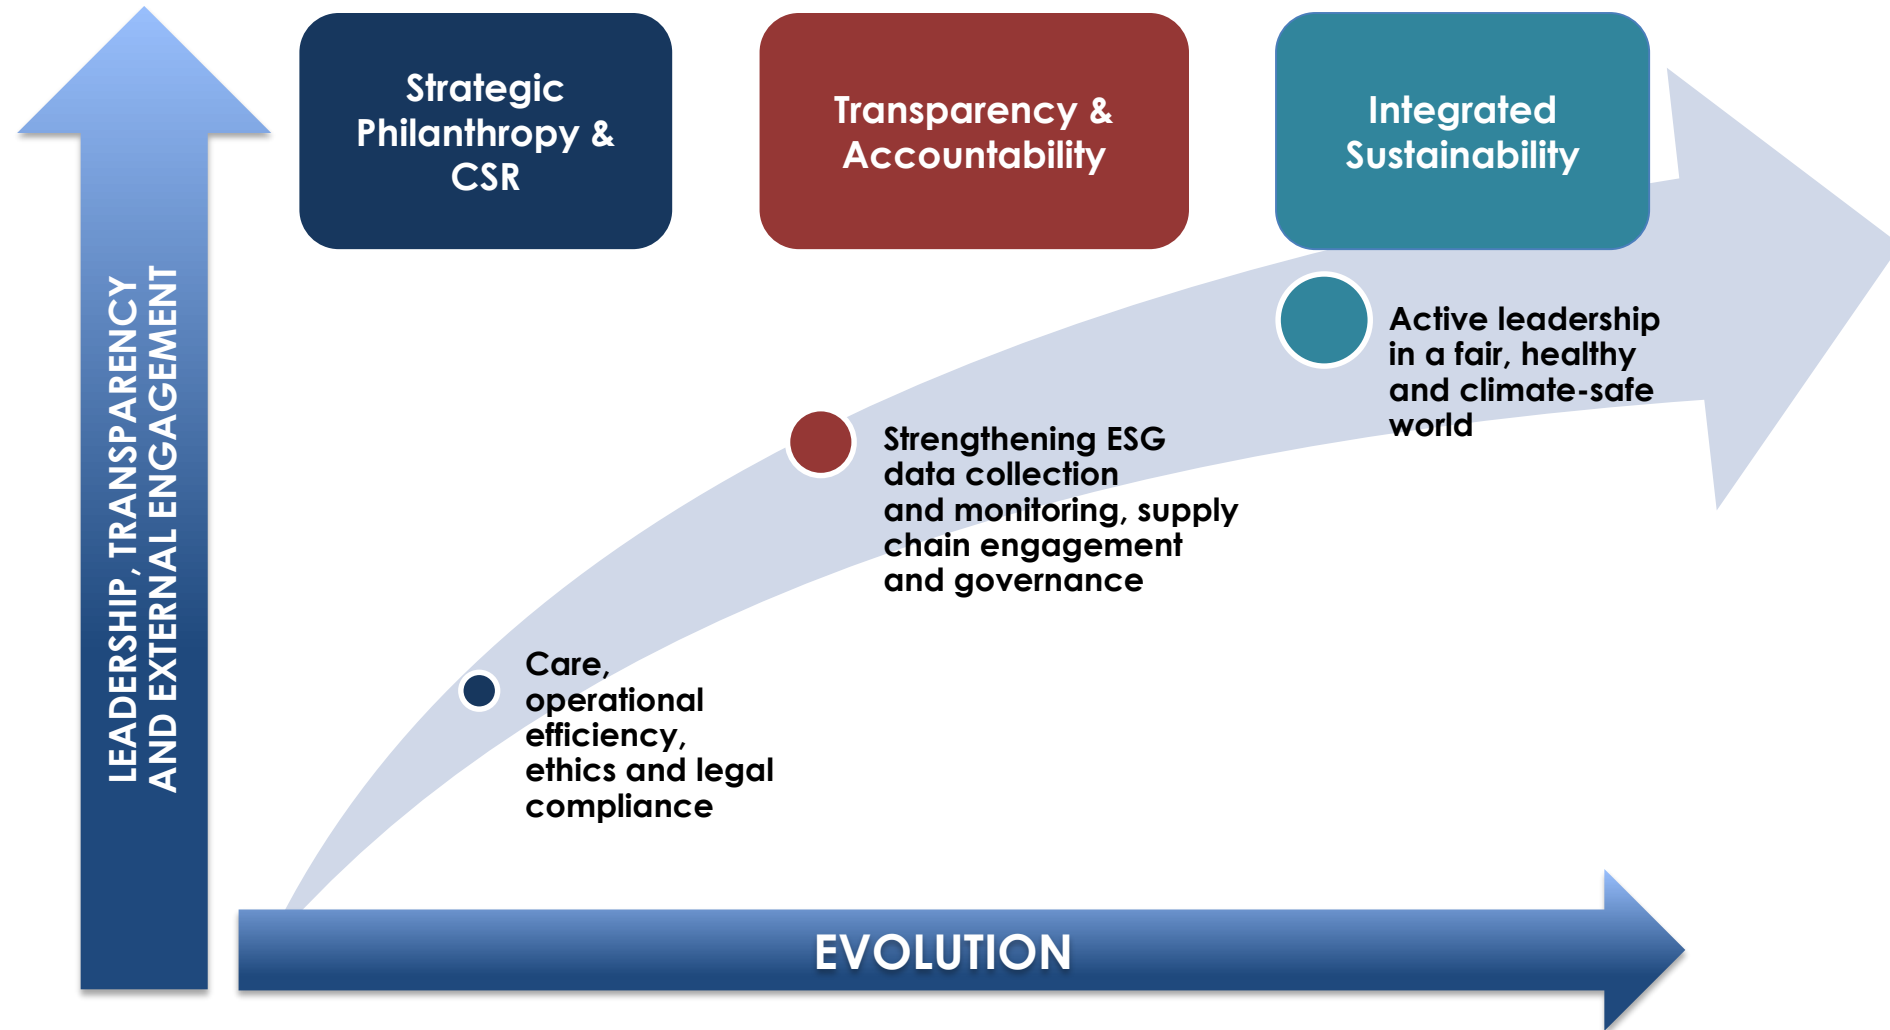 Strategic
Philanthropy &
CSR
Transparency &
Accountability
Integrated
Sustainability
LEADERSHIP, TRANSPARENCY
AND EXTERNAL ENGAGEMENT
Active leadership
in a fair, healthy
and climate-safe
world
Strengthening ESG
data collection
and monitoring, supply
chain engagement
and governance
Care,
operational
efficiency,
ethics and legal
compliance
EVOLUTION